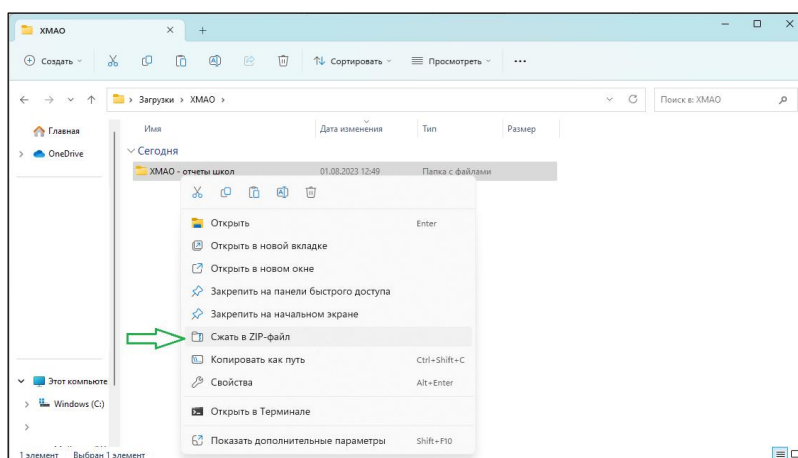 ХМАО
Создать
Сортировать
Просмотреть
Загрузки › ХМАО ›
Поиск в: ХМАО
Главная
OneDrive
Имя Дата изменения Тип Размер
Сегодня
ХМАО - отчеты школ 01.08.2023 12:49 Папка с файлами
Открыть Enter
Открыть в новой вкладке
Открыть в новом окне
Закрепить на панели быстрого доступа
Закрепить на начальном экране
Сжать в ZIP-файл
Копировать как путь Ctrl+Shift+C
Свойства Alt+Enter
Открыть в Терминале
Показать дополнительные параметры Shift+F10
Этот компьюте
Windows (C:)
1 элемент Выбран 1 элемент